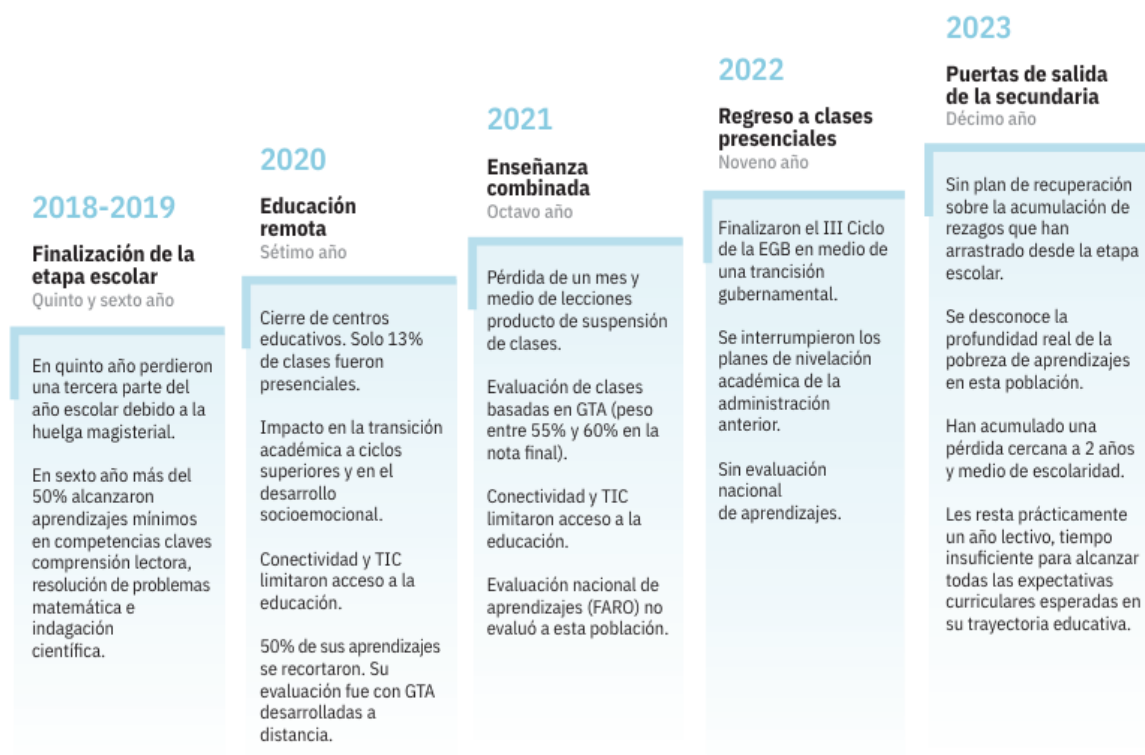 2018-2019
Finalización de la
etapa escolar
Quinto y sexto año
En quinto año perdieron
una tercera parte del
año escolar debido a la
huelga magisterial.
En sexto año más del
50% alcanzaron
aprendizajes mínimos
en competencias claves
comprensión lectora,
resolución de problemas
matemática e
indagación
científica.
2020
Educación
remota
Sétimo año
Cierre de centros
educativos. Solo 13%
de clases fueron
presenciales.
Impacto en la transición
académica a ciclos
superiores y en el
desarrollo
socioemocional.
Conectividad y TIC
limitaron acceso a la
educación.
50% de sus aprendizajes
se recortaron. Su
evaluación fue con GTA
desarrolladas a
distancia.
2021
Enseñanza
combinada
Octavo año
Pérdida de un mes y
medio de lecciones
producto de suspensión
de clases.
Evaluación de clases
basadas en GTA (peso
entre 55% y 60% en la
nota final).
Conectividad y TIC
limitaron acceso a la
educación.
Evaluación nacional de
aprendizajes (FARO) no
evaluó a esta población.
2022
Regreso a clases
presenciales
Noveno año
Finalizaron el III Ciclo
de la EGB en medio de
una trancisión
gubernamental.
Se interrumpieron los
planes de nivelación
académica de la
administración
anterior.
Sin evaluación
nacional
de aprendizajes.
2023
Puertas de salida
de la secundaria
Décimo año
Sin plan de recuperación
sobre la acumulación de
rezagos que han
arrastrado desde la etapa
escolar.
Se desconoce la
profundidad real de la
pobreza de aprendizajes
en esta población.
Han acumulado una
pérdida cercana a 2 años
y medio de escolaridad.
Les resta prácticamente
un año lectivo, tiempo
insuficiente para alcanzar
todas las expectativas
curriculares esperadas en
su trayectoria educativa.